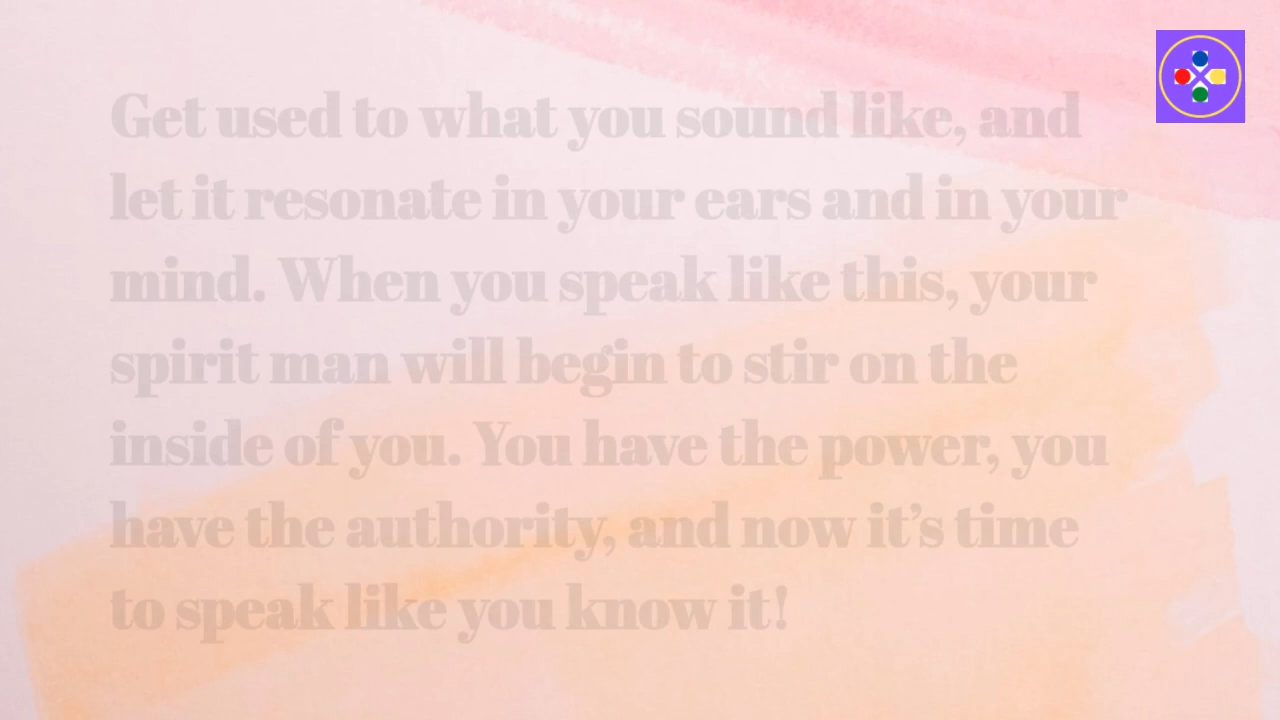 Get used to what you sound like, and
let it resonate in your ears and in your
mind. When you speak like this, your
spirit man will begin to stir on the
inside of you. You have the power, you
have the authority, and now it’s time
to speak like you know it!